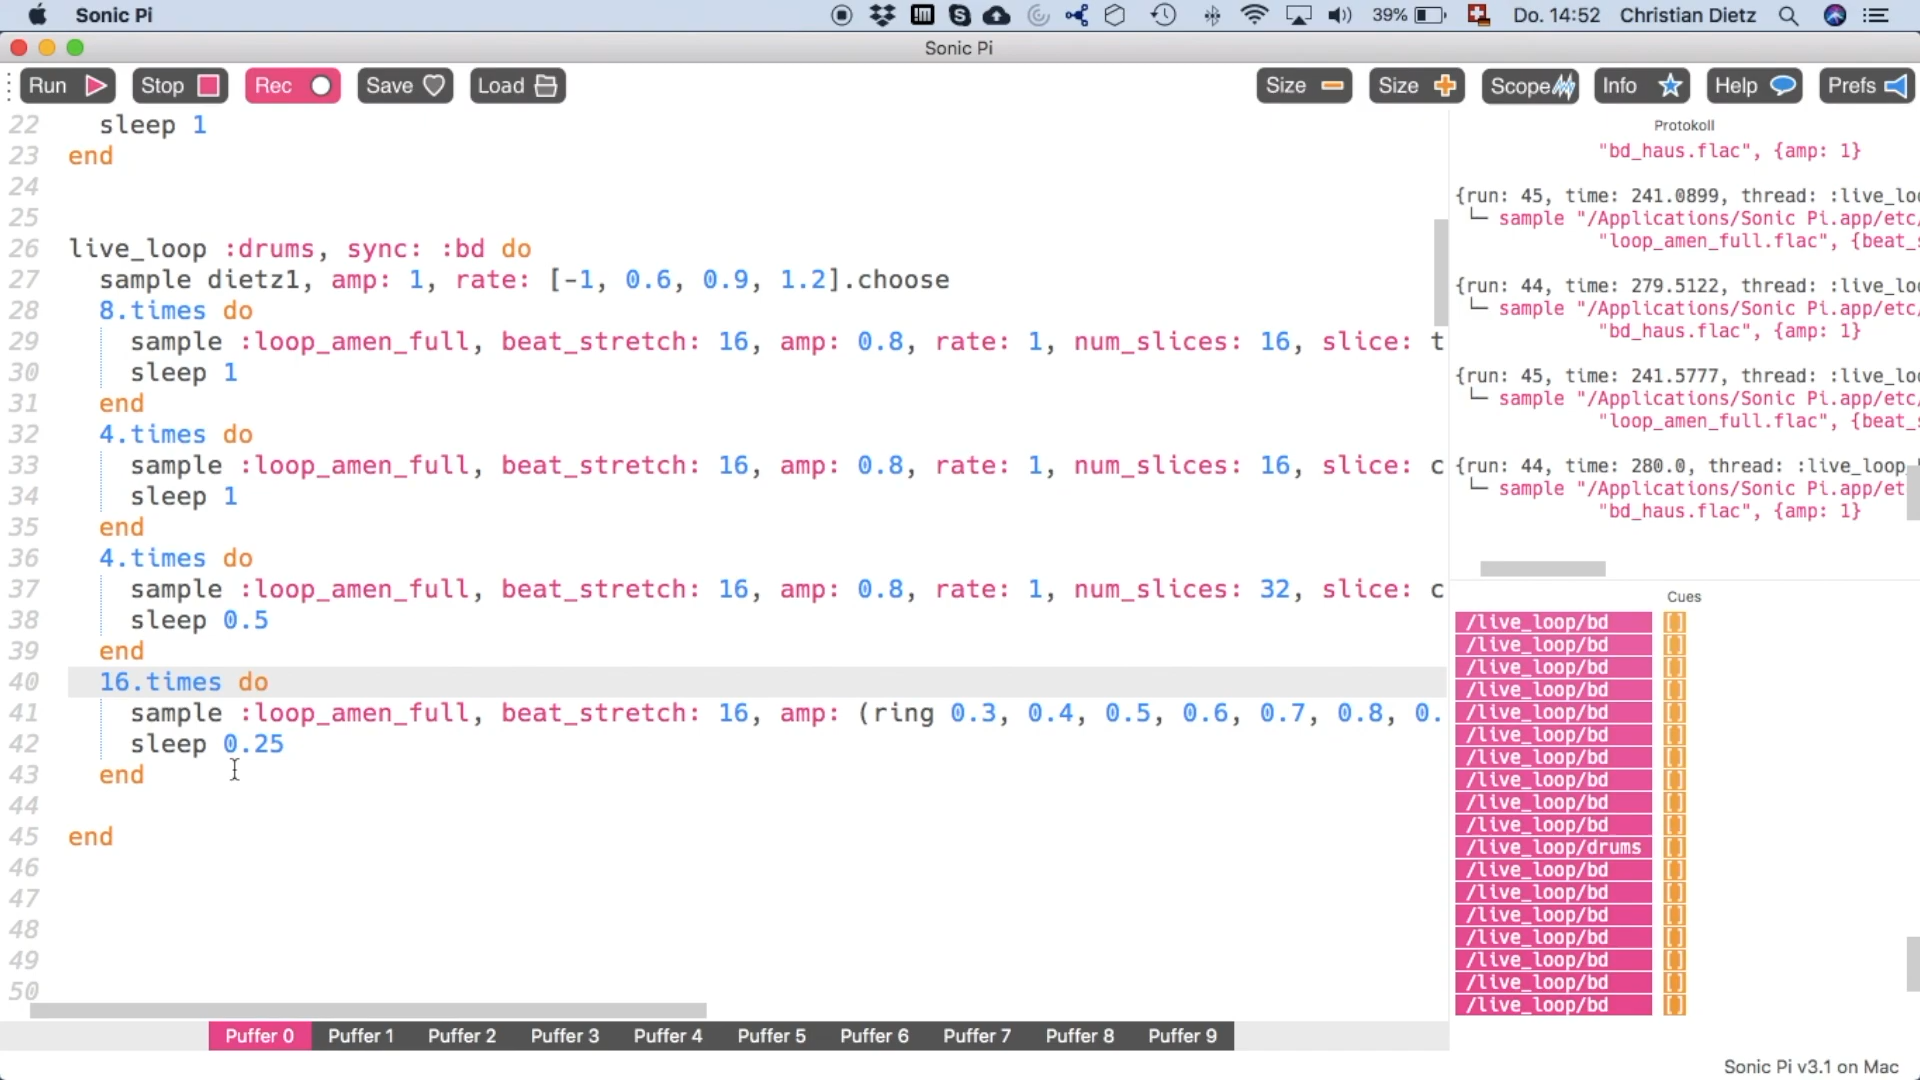 Sonic Pi
39%
Do. 14:52
Christian Dietz
Sonic Pi
Run
Stop
Rec
Save
Load
Size
Size
Scope
Info
Help
Prefs
22 sleep 1
23 end
24
25
26 live_loop :drums, sync: :bd do
27 sample dietz1, amp: 1, rate: [-1, 0.6, 0.9, 1.2].choose
28 8.times do
29 sample :loop_amen_full, beat_stretch: 16, amp: 0.8, rate: 1, num_slices: 16, slice: t
30 sleep 1
31 end
32 4.times do
33 sample :loop_amen_full, beat_stretch: 16, amp: 0.8, rate: 1, num_slices: 16, slice: c
34 sleep 1
35 end
36 4.times do
37 sample :loop_amen_full, beat_stretch: 16, amp: 0.8, rate: 1, num_slices: 32, slice: c
38 sleep 0.5
39 end
40 16.times do
41 sample :loop_amen_full, beat_stretch: 16, amp: (ring 0.3, 0.4, 0.5, 0.6, 0.7, 0.8, 0.
42 sleep 0.25
43 end
44
45 end
46
47
48
49
50
Protokoll
"bd_haus.flac", {amp: 1}
{run: 45, time: 241.0899, thread: :live_loo
└─ sample "/Applications/Sonic Pi.app/etc/
"loop_amen_full.flac", {beat_s
{run: 44, time: 279.5122, thread: :live_loo
└─ sample "/Applications/Sonic Pi.app/etc/
"bd_haus.flac", {amp: 1}
{run: 45, time: 241.5777, thread: :live_loo
└─ sample "/Applications/Sonic Pi.app/etc/
"loop_amen_full.flac", {beat_s
{run: 44, time: 280.0, thread: :live_loop_
└─ sample "/Applications/Sonic Pi.app/et
"bd_haus.flac", {amp: 1}
Cues
/live_loop/bd []
/live_loop/bd []
/live_loop/bd []
/live_loop/bd []
/live_loop/bd []
/live_loop/bd []
/live_loop/bd []
/live_loop/bd []
/live_loop/bd []
/live_loop/bd []
/live_loop/drums []
/live_loop/bd []
/live_loop/bd []
/live_loop/bd []
/live_loop/bd []
/live_loop/bd []
/live_loop/bd []
/live_loop/bd []
Puffer 0
Puffer 1
Puffer 2
Puffer 3
Puffer 4
Puffer 5
Puffer 6
Puffer 7
Puffer 8
Puffer 9
Sonic Pi v3.1 on Mac